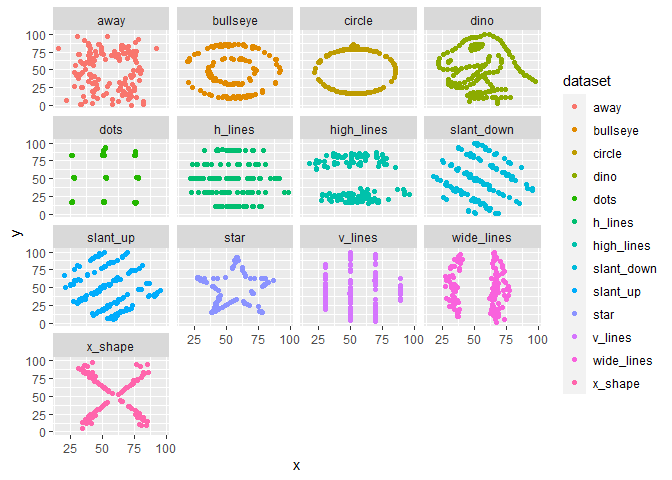 away bullseye circle dino
100
75
50
25
0
dots h_lines high_lines slant_down
100
75
50
25
0
slant_up star v_lines wide_lines
100
75
50
25
0
25 50 75 100 25 50 75 100 25 50 75 100
x_shape
100
75
50
25
0
25 50 75 100
x
y
dataset
away
bullseye
circle
dino
dots
h_lines
high_lines
slant_down
slant_up
star
v_lines
wide_lines
x_shape